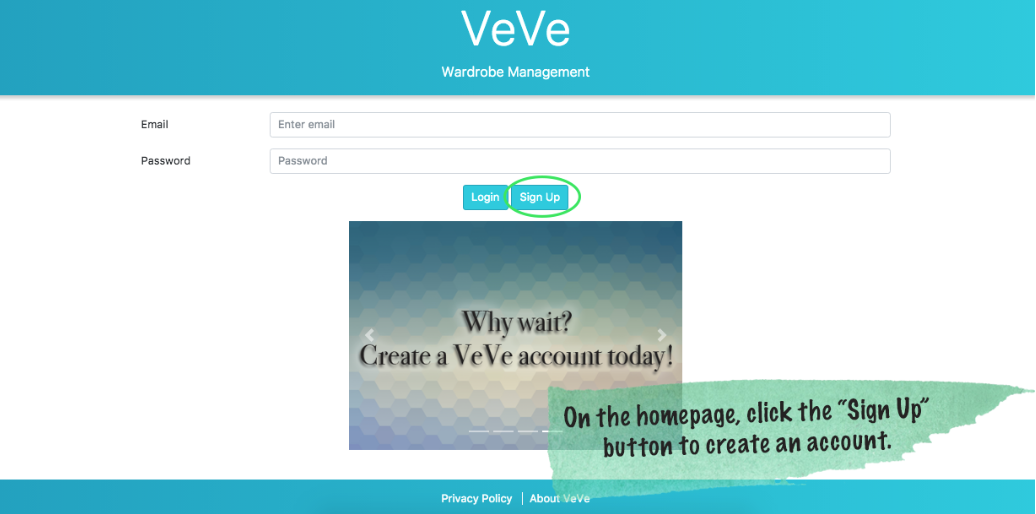 VeVe
Wardrobe Management
Email
Enter email
Password
Password
Login
Sign Up
Why wait?
Create a VeVe account today!
On the homepage, click the “Sign Up”
button to create an account.
Privacy Policy | About VeVe